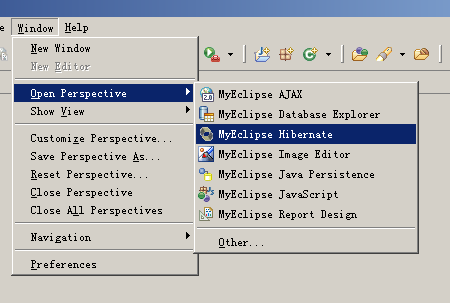 e Window Help
New Window
New Editor
Open Perspective
Show View
Customize Perspective...
Save Perspective As...
Reset Perspective...
Close Perspective
Close All Perspectives
Navigation
Preferences
MyEclipse AJAX
MyEclipse Database Explorer
MyEclipse Hibernate
MyEclipse Image Editor
MyEclipse Java Persistence
MyEclipse JavaScript
MyEclipse Report Design
Other...
2.0